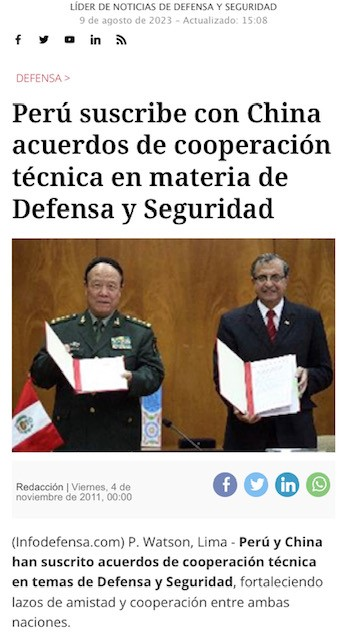 LÍDER DE NOTICIAS DE DEFENSA Y SEGURIDAD
9 de agosto de 2023 - Actualizado: 15:08
DEFENSA >
Perú suscribe con China
acuerdos de cooperación
técnica en materia de
Defensa y Seguridad
Redacción | Viernes, 4 de
noviembre de 2011, 00:00
(Infodefensa.com) P. Watson, Lima - Perú y China
han suscrito acuerdos de cooperación técnica
en temas de Defensa y Seguridad, fortaleciendo
lazos de amistad y cooperación entre ambas
naciones.